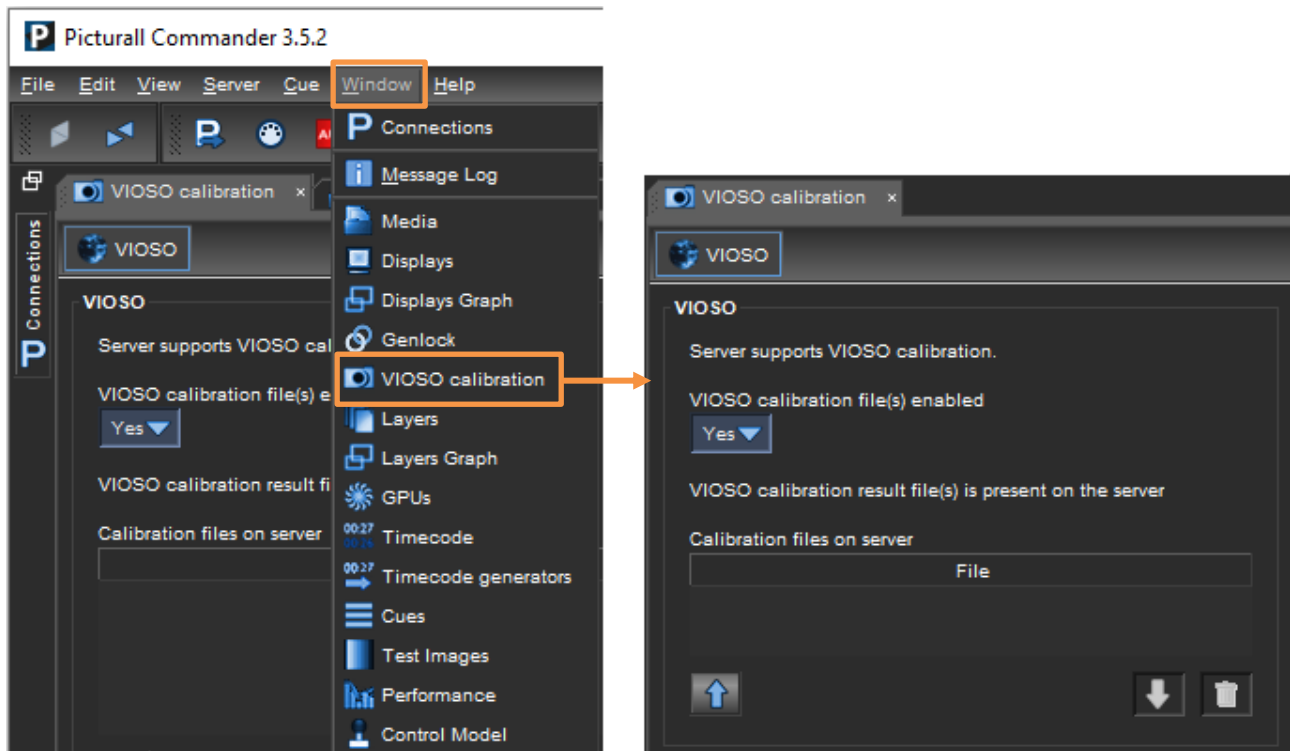 Picturall Commander 3.5.2
File Edit View Server Cue Window Help
Connections
Message Log
VIOSO calibration ×
VIOSO
Connections
VIOSO
Server supports VIOSO cal
VIOSO calibration file(s) e
Yes
VIOSO calibration result fi
Calibration files on server
Media
Displays
Displays Graph
Genlock
VIOSO calibration
Layers
Layers Graph
GPUs
00:27
Timecode
00:27
Timecode generators
Cues
Test Images
Performance
Control Model
VIOSO calibration ×
VIOSO
VIOSO
Server supports VIOSO calibration.
VIOSO calibration file(s) enabled
Yes
VIOSO calibration result file(s) is present on the server
Calibration files on server
File